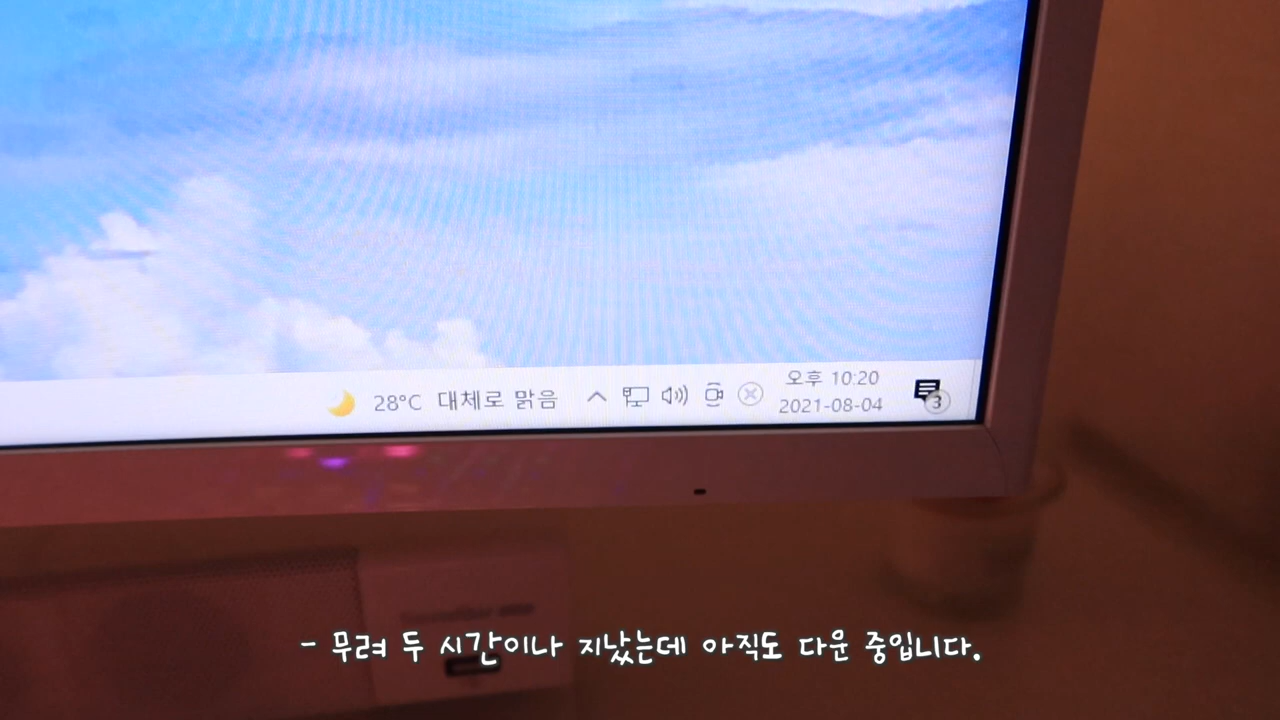 28°C 대체로 맑음
오후 10:20
2021-08-04
3
- 무려 두 시간이나 지났는데 아직도 다운 중입니다.